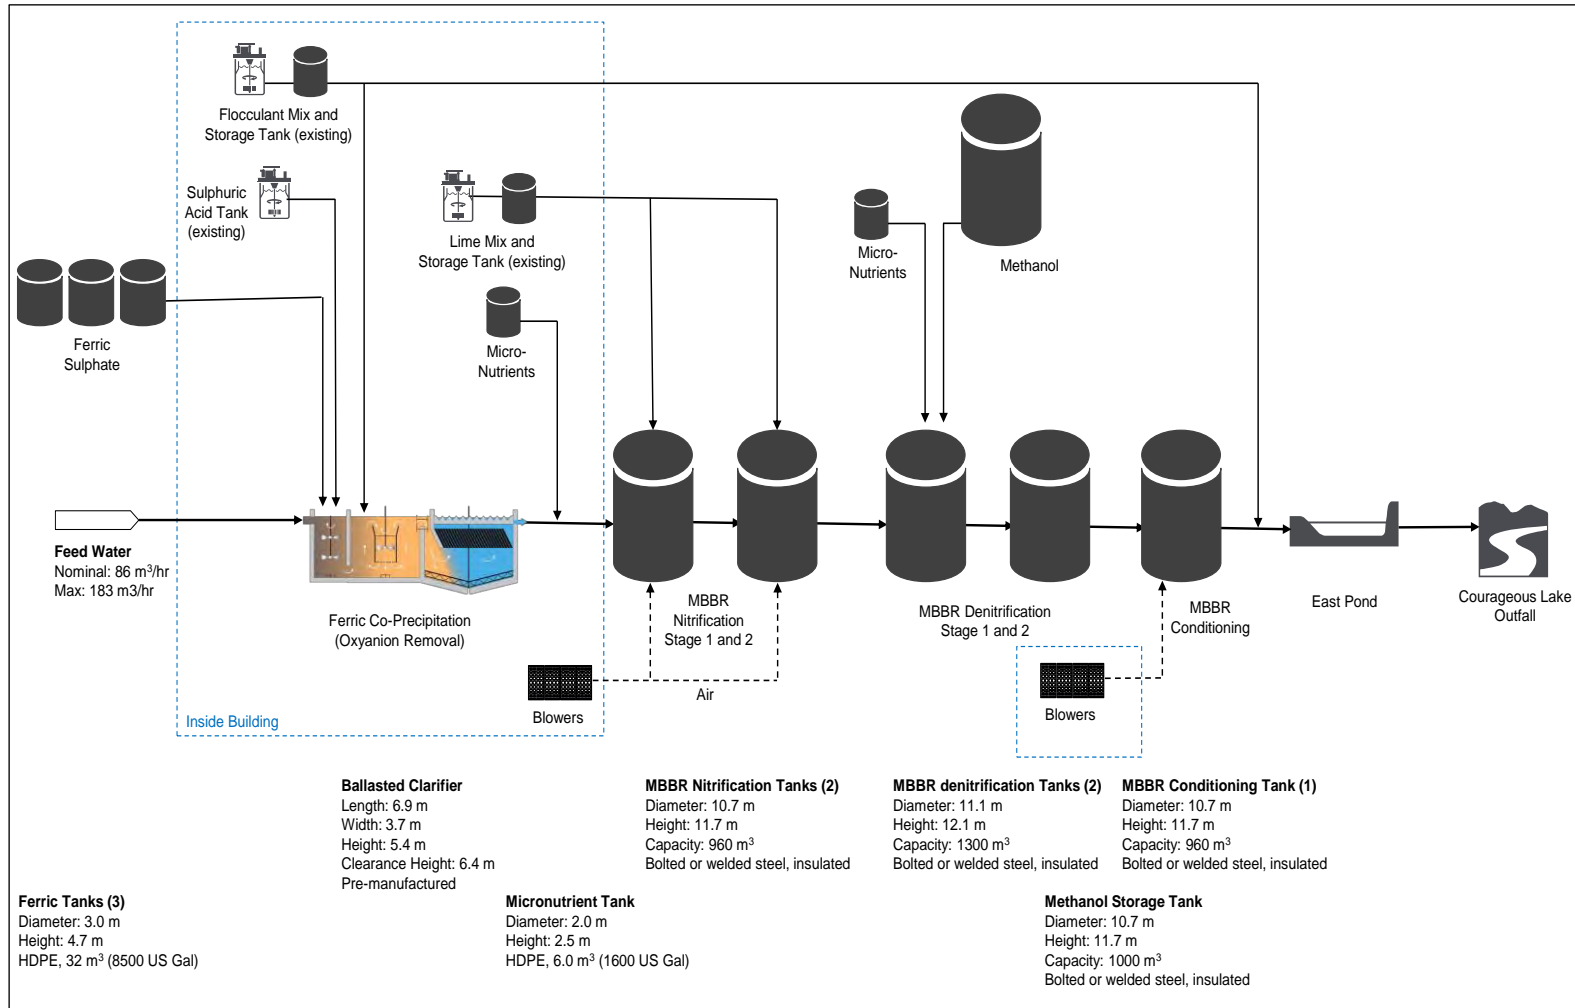 Flocculant Mix and
Storage Tank (existing)
Sulphuric
Acid Tank
(existing)
Lime Mix and
Storage Tank (existing)
Micro-
Nutrients
Methanol
Ferric
Sulphate
Micro-
Nutrients
Feed Water
Nominal: 86 m³/hr
Max: 183 m3/hr
Ferric Co-Precipitation
(Oxyanion Removal)
MBBR
Nitrification
Stage 1 and 2
MBBR Denitrification
Stage 1 and 2
MBBR
Conditioning
East Pond
Courageous Lake
Outfall
Air
Blowers
Blowers
Inside Building
Ballasted Clarifier
Length: 6.9 m
Width: 3.7 m
Height: 5.4 m
Clearance Height: 6.4 m
Pre-manufactured
MBBR Nitrification Tanks (2)
Diameter: 10.7 m
Height: 11.7 m
Capacity: 960 m³
Bolted or welded steel, insulated
MBBR denitrification Tanks (2)
Diameter: 11.1 m
Height: 12.1 m
Capacity: 1300 m³
Bolted or welded steel, insulated
MBBR Conditioning Tank (1)
Diameter: 10.7 m
Height: 11.7 m
Capacity: 960 m³
Bolted or welded steel, insulated
Ferric Tanks (3)
Diameter: 3.0 m
Height: 4.7 m
HDPE, 32 m³ (8500 US Gal)
Micronutrient Tank
Diameter: 2.0 m
Height: 2.5 m
HDPE, 6.0 m³ (1600 US Gal)
Methanol Storage Tank
Diameter: 10.7 m
Height: 11.7 m
Capacity: 1000 m³
Bolted or welded steel, insulated